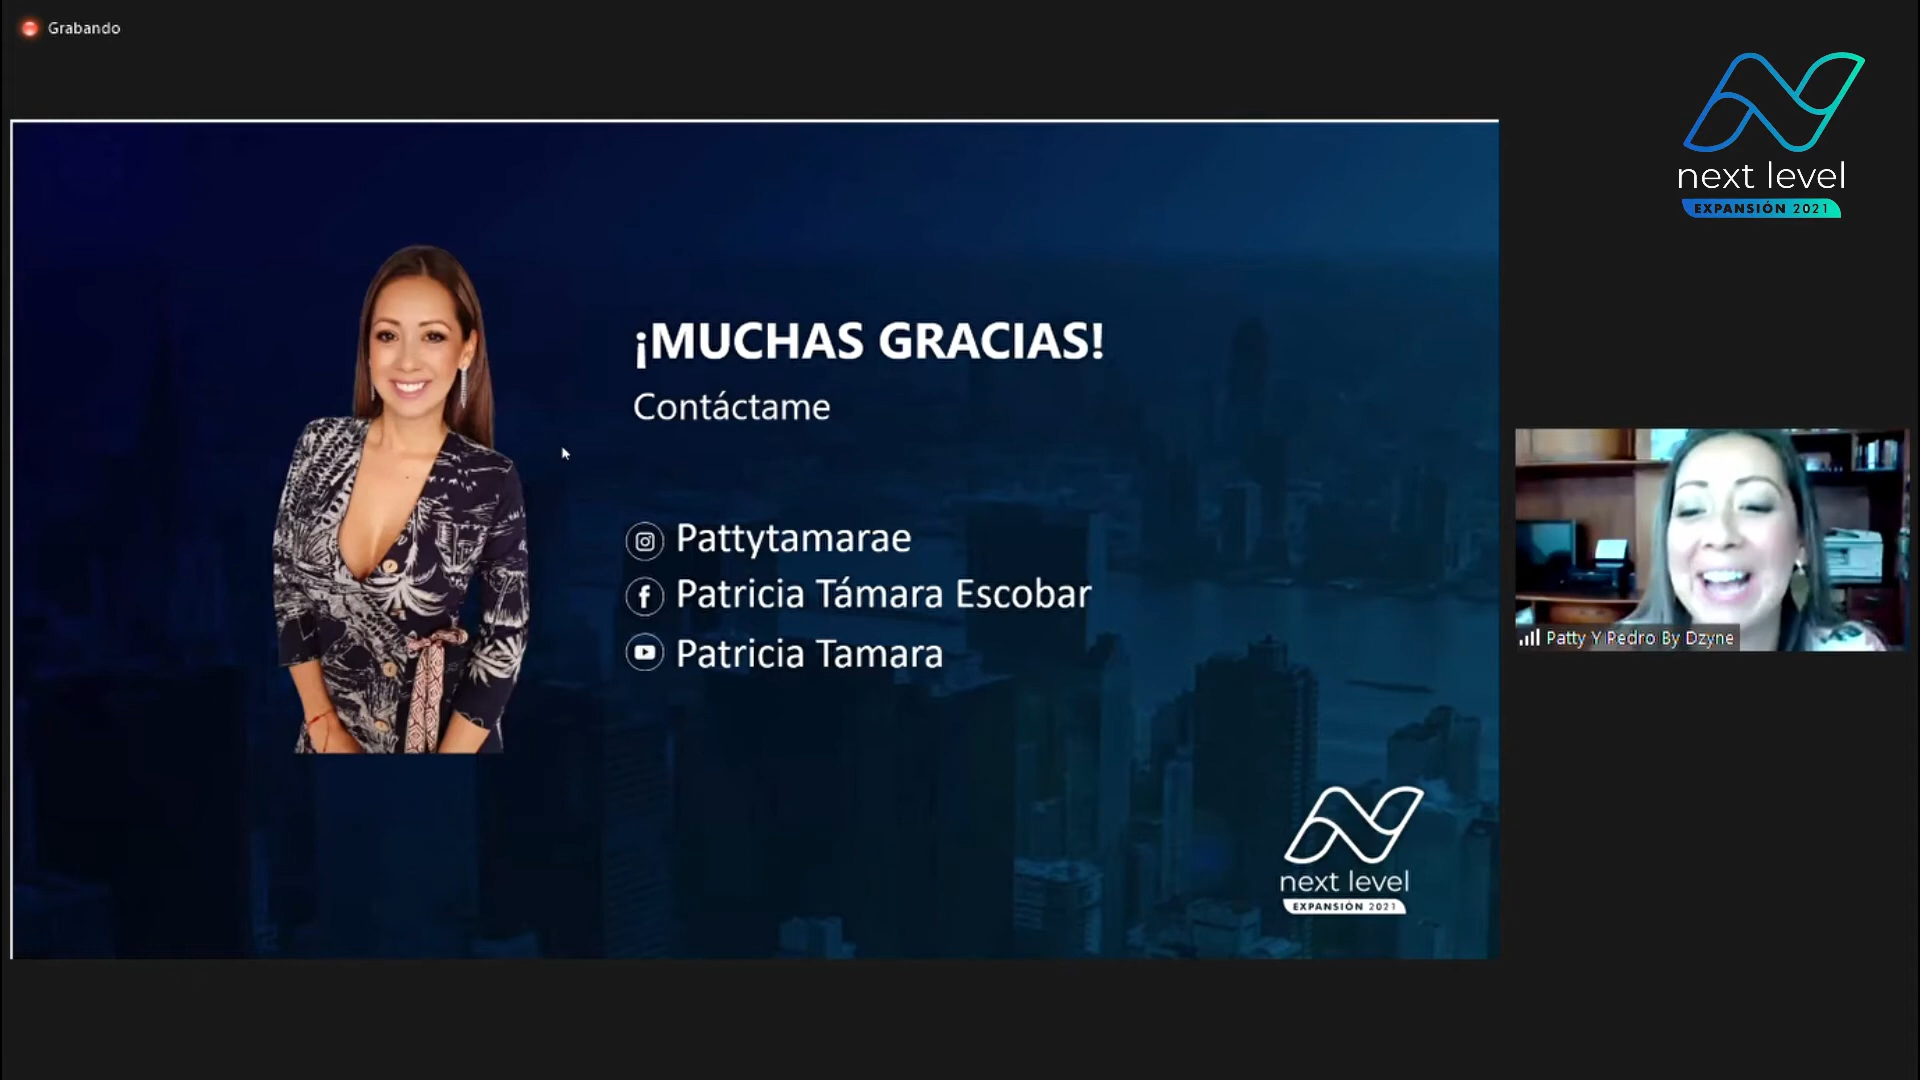 Grabando
next level
EXPANSIÓN 2021
¡MUCHAS GRACIAS!
Contáctame
Pattytamarae
Patricia Támara Escobar
Patricia Tamara
Patty Y Pedro By Dzyne
next level
EXPANSIÓN 2021